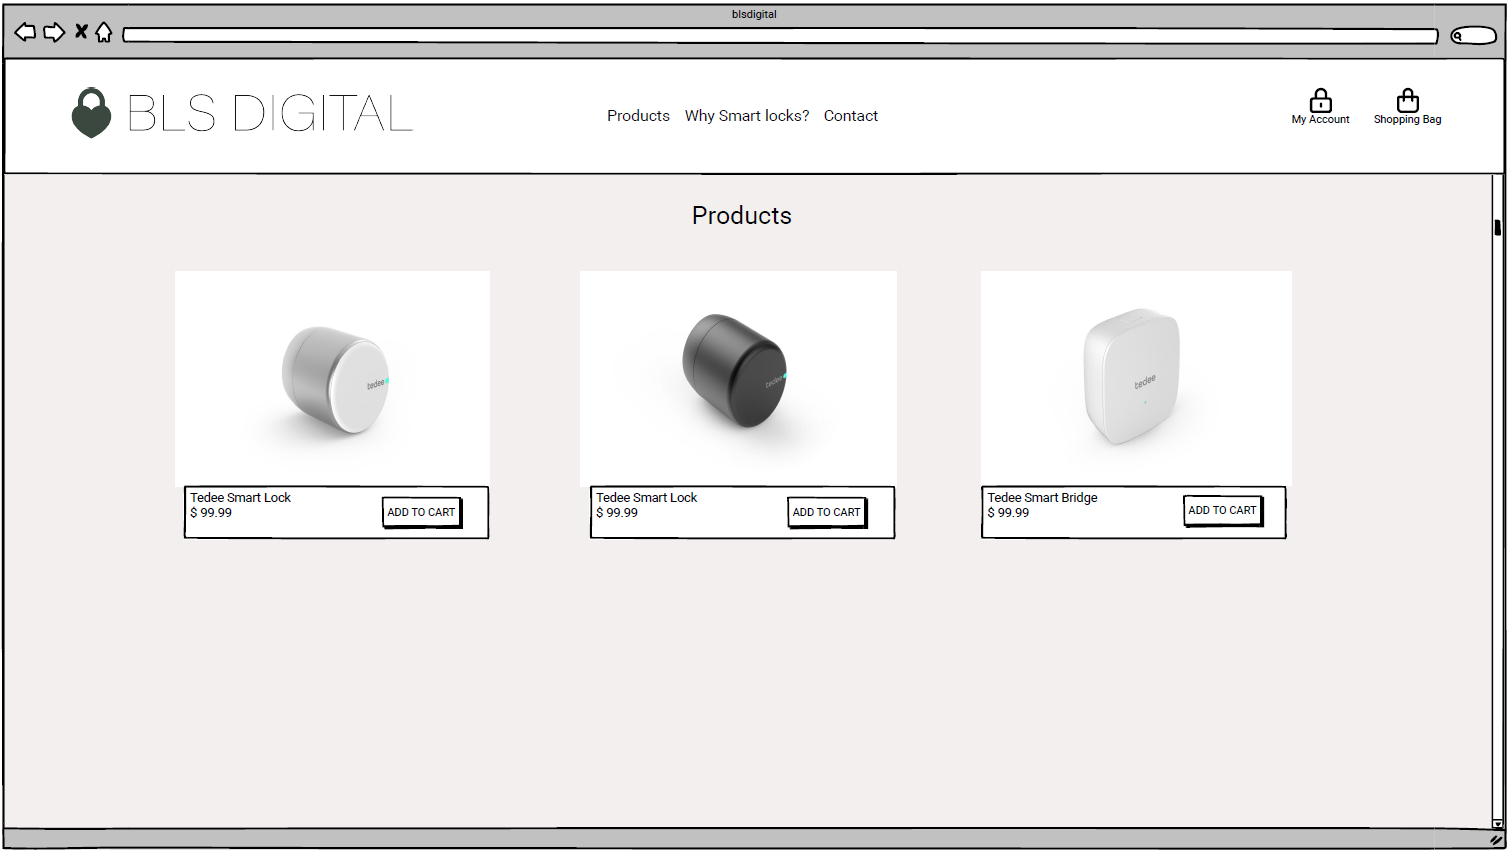 blsdigital
BLS DIGITAL
Products Why Smart locks? Contact
My Account
Shopping Bag
Products
tedee
tedee
tedee
Tedee Smart Lock
$ 99.99
ADD TO CART
Tedee Smart Lock
$ 99.99
ADD TO CART
Tedee Smart Bridge
$ 99.99
ADD TO CART